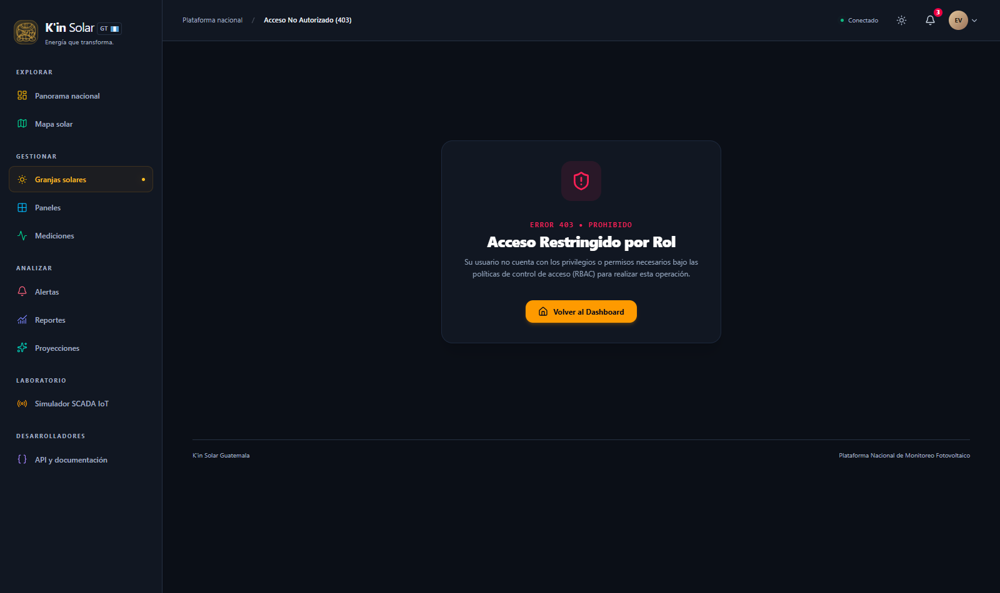 K'in Solar GT
Energía que transforma.
EXPLORAR
Panorama nacional
Mapa solar
GESTIONAR
Granjas solares
Paneles
Mediciones
ANALIZAR
Alertas
Reportes
Proyecciones
LABORATORIO
Simulador SCADA IoT
DESARROLLADORES
API y documentación
Plataforma nacional / Acceso No Autorizado (403)
Conectado
3
EV
ERROR 403 • PROHIBIDO
Acceso Restringido por Rol
Su usuario no cuenta con los privilegios o permisos necesarios bajo las
políticas de control de acceso (RBAC) para realizar esta operación.
Volver al Dashboard
K'in Solar Guatemala
Plataforma Nacional de Monitoreo Fotovoltaico